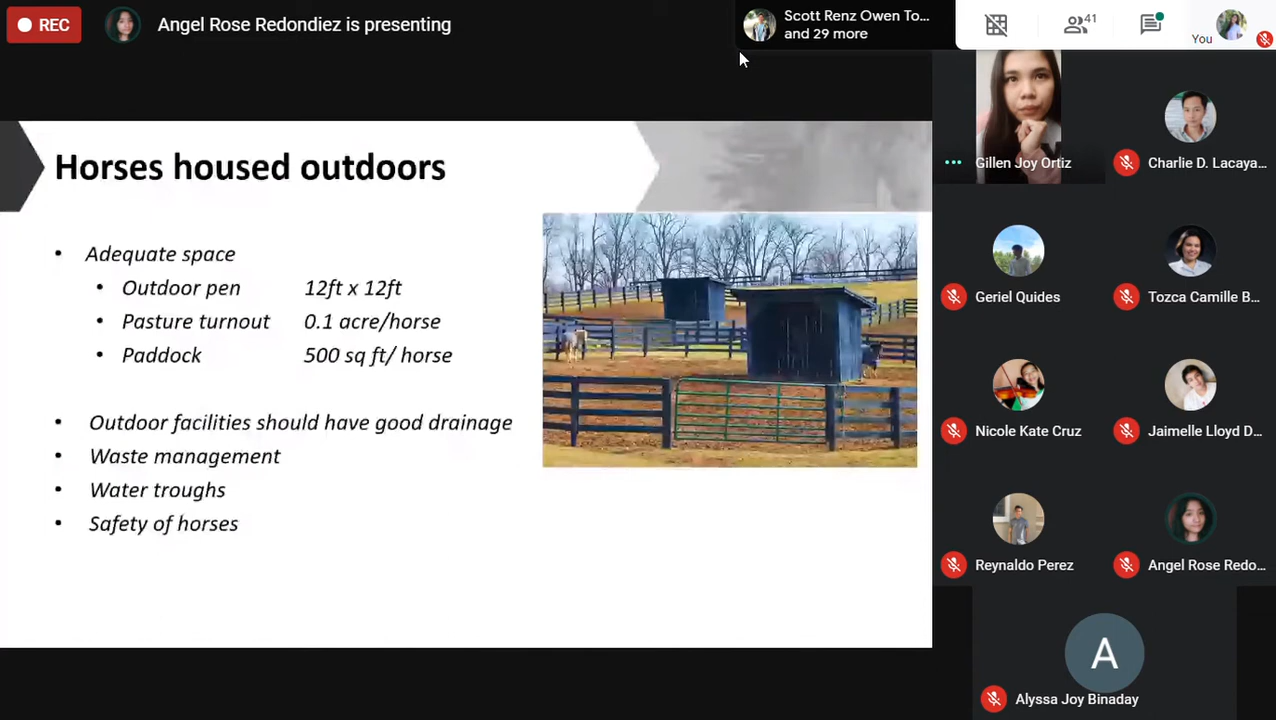 REC
Angel Rose Redondiez is presenting
Scott Renz Owen To...
and 29 more
41
You
Horses housed outdoors
• Adequate space
• Outdoor pen 12ft x 12ft
• Pasture turnout 0.1 acre/horse
• Paddock 500 sq ft/ horse
• Outdoor facilities should have good drainage
• Waste management
• Water troughs
• Safety of horses
Gillen Joy Ortiz
Charlie D. Lacaya...
Geriel Quides
Tozca Camille B...
Nicole Kate Cruz
Jaimelle Lloyd D...
Reynaldo Perez
Angel Rose Redo...
A
Alyssa Joy Binaday